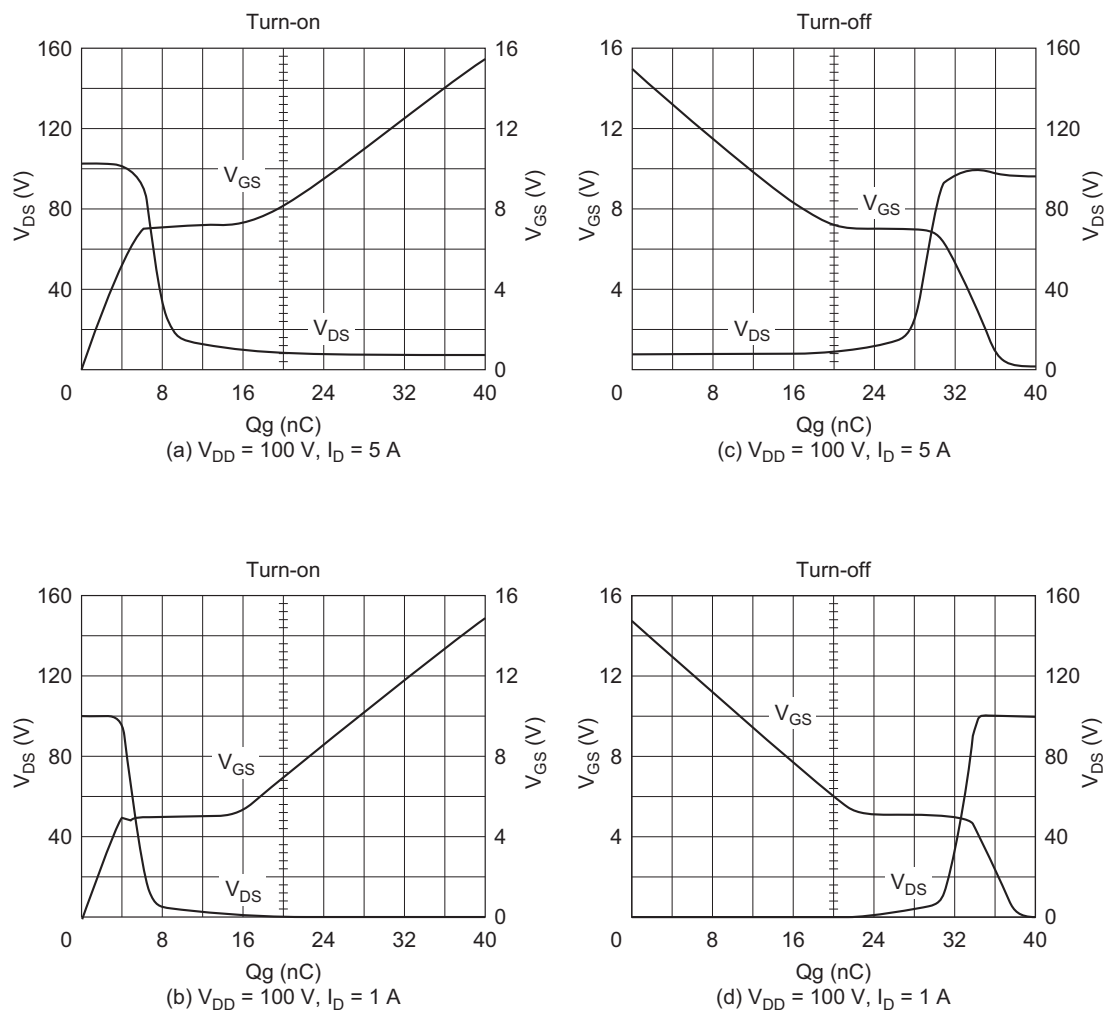 Turn-on
160
120
80
40
0
V_DS (V)
16
12
8
4
0
V_GS (V)
V_GS
V_DS
0 8 16 24 32 40
Qg (nC)
(a) V_DD = 100 V, I_D = 5 A
Turn-off
16
12
8
4
V_GS (V)
160
120
80
40
0
V_DS (V)
V_GS
V_DS
0 8 16 24 32 40
Qg (nC)
(c) V_DD = 100 V, I_D = 5 A
Turn-on
160
120
80
40
V_DS (V)
16
12
8
4
0
V_GS (V)
V_GS
V_DS
0 8 16 24 32 40
Qg (nC)
(b) V_DD = 100 V, I_D = 1 A
Turn-off
16
12
8
4
V_GS (V)
160
120
80
40
0
V_DS (V)
V_GS
V_DS
0 8 16 24 32 40
Qg (nC)
(d) V_DD = 100 V, I_D = 1 A